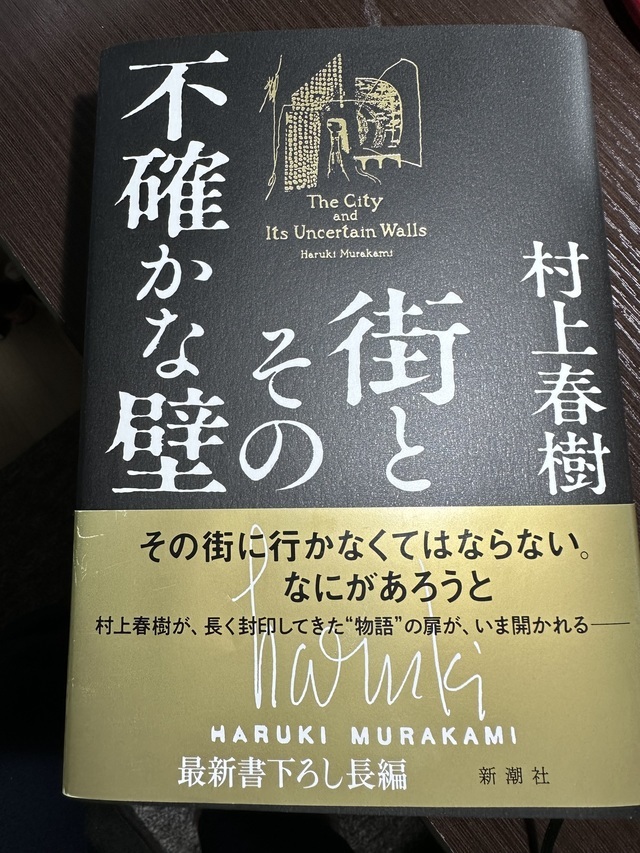 村上春樹
街と
その
不確かな壁
The City
and
Its Uncertain Walls
Haruki Murakami
その街に行かなくてはならない。
なにがあろうと
村上春樹が、長く封印してきた“物語”の扉が、いま開かれる――
haruki
HARUKI MURAKAMI
最新書下ろし長編
新潮社